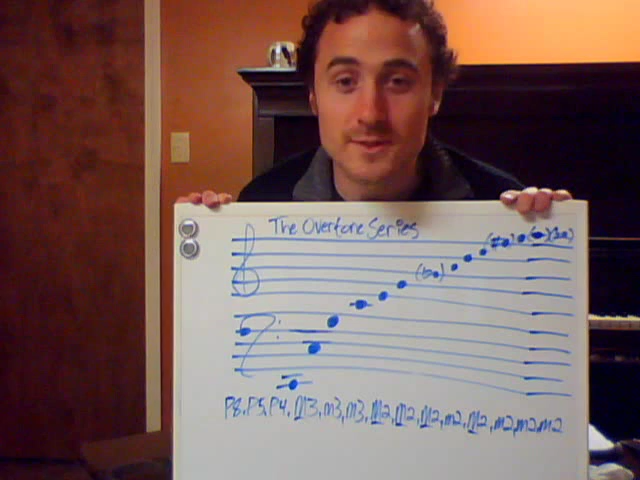 The Overtone Series
P8, P5, P4, M3, m3, m3, M2, M2, M2, m2, M2, m2, m2, m2